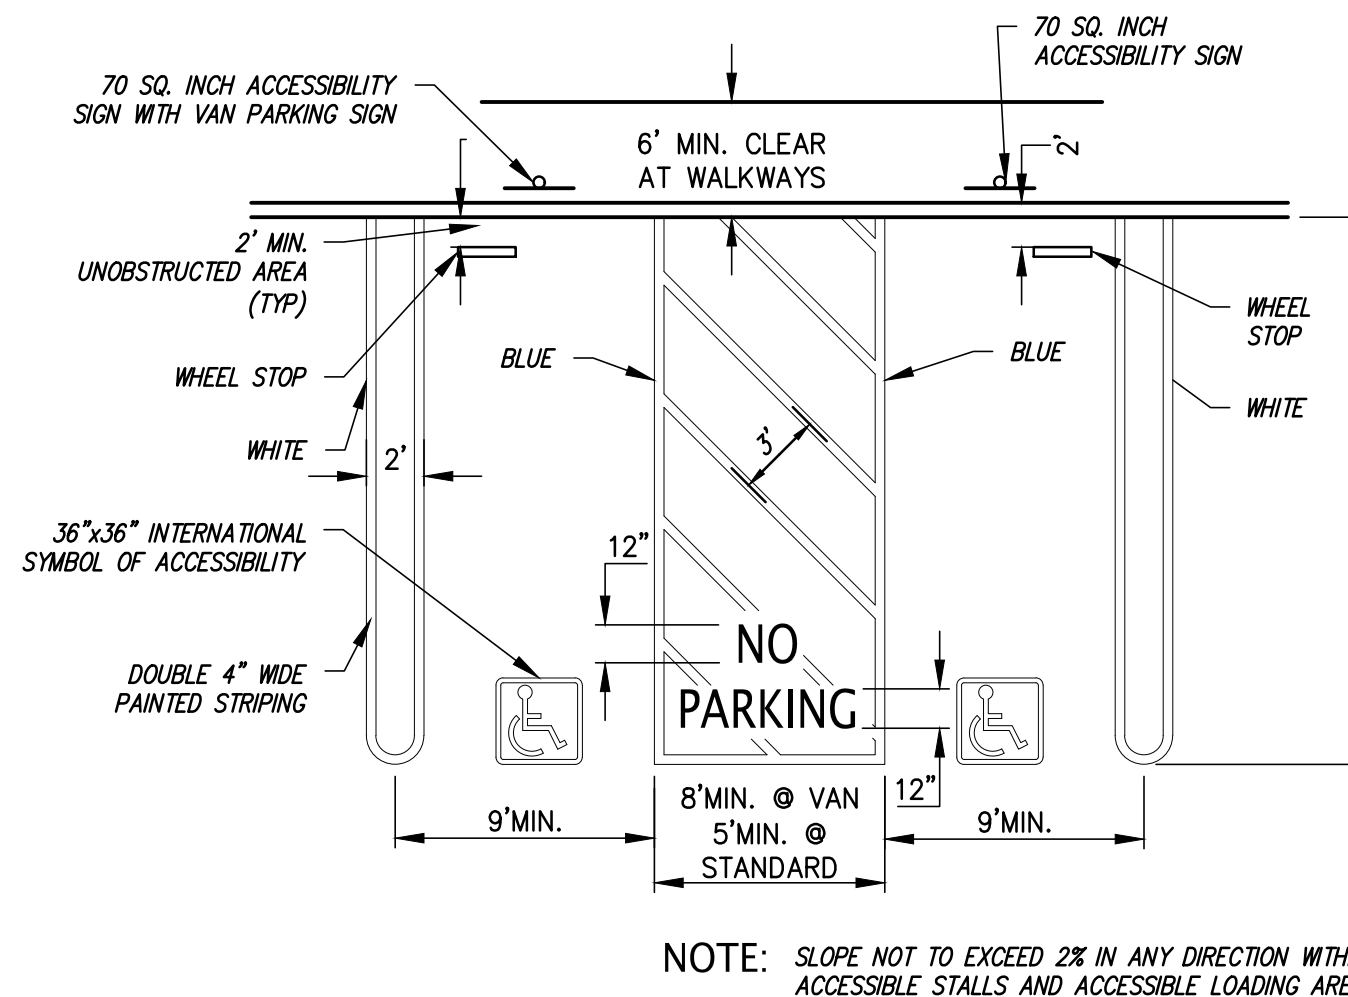 70 SQ. INCH
ACCESSIBILITY SIGN
70 SQ. INCH ACCESSIBILITY
SIGN WITH VAN PARKING SIGN
6' MIN. CLEAR
AT WALKWAYS
2'
2' MIN.
UNOBSTRUCTED AREA
(TYP)
WHEEL
STOP
BLUE
BLUE
WHEEL STOP
WHITE
WHITE
2'
3'
36"x36" INTERNATIONAL
SYMBOL OF ACCESSIBILITY
12"
NO
PARKING
DOUBLE 4" WIDE
PAINTED STRIPING
12"
9'MIN.
8'MIN. @ VAN
5'MIN. @
STANDARD
9'MIN.
NOTE: SLOPE NOT TO EXCEED 2% IN ANY DIRECTION
ACCESSIBLE STALLS AND ACCESSIBLE LOADING